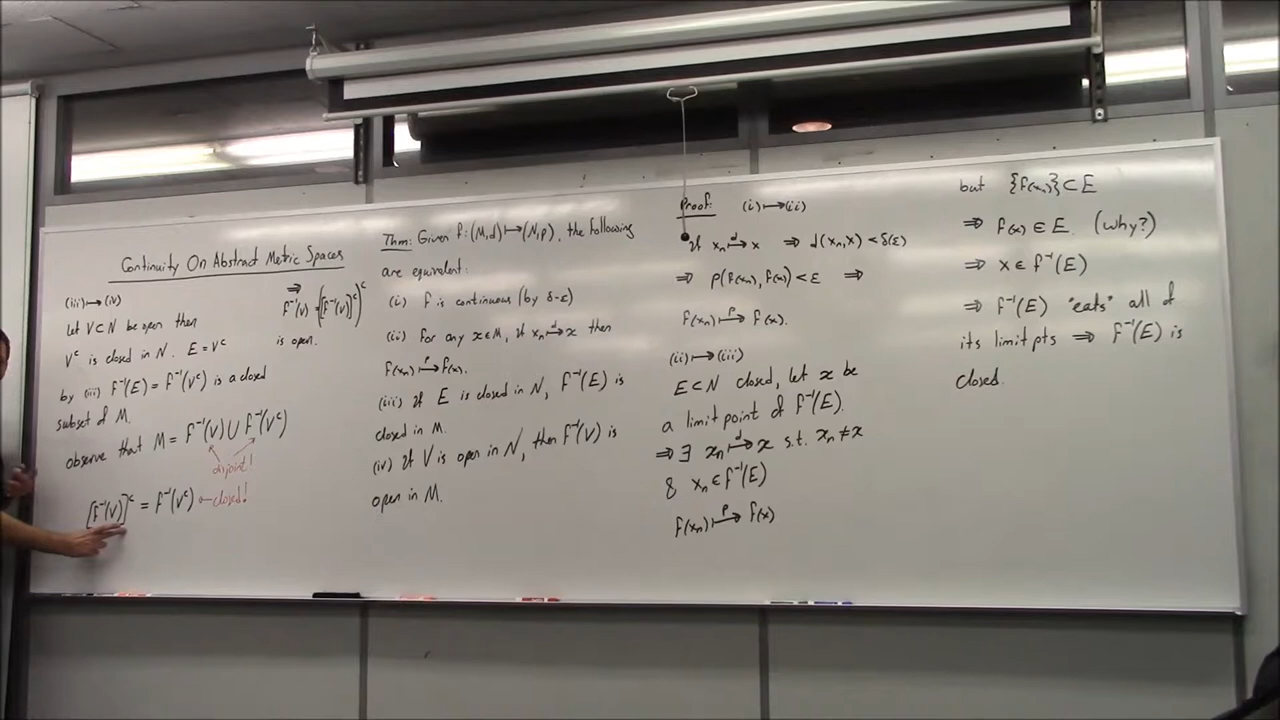 Continuity On Abstract Metric Spaces
(iii) ↦ (iv)
Let V ⊂ N be open then
V^c is closed in N. E = V^c
by (iii) f⁻¹(E) = f⁻¹(V^c) is a closed
subset of M.
observe that M = f⁻¹(V) ∪ f⁻¹(V^c)
disjoint!
[f⁻¹(V)]^c = f⁻¹(V^c) ← closed!
⇒
f⁻¹(V) = ([f⁻¹(V)]^c)^c
is open.
Thm: Given f: (M,d) ↦ (N,ρ), the following
are equivalent:
(i) f is continuous (by δ-ε)
(ii) For any x ∈ M, if x_n ↦^d x then
f(x_n) ↦^ρ f(x).
(iii) If E is closed in N, f⁻¹(E) is
closed in M.
(iv) If V is open in N, then f⁻¹(V) is
open in M.
Proof: (i) ↦ (ii)
If x_n ↦^d x ⇒ d(x_n,x) < δ(ε)
⇒ ρ(f(x_n), f(x)) < ε ⇒
f(x_n) ↦^ρ f(x).
(ii) ↦ (iii)
E ⊂ N closed, let x be
a limit point of f⁻¹(E).
⇒ ∃ x_n ↦^d x s.t. x_n ≠ x
& x_n ∈ f⁻¹(E)
f(x_n) ↦^ρ f(x)
but {f(x_n)} ⊂ E
⇒ f(x) ∈ E. (why?)
⇒ x ∈ f⁻¹(E)
⇒ f⁻¹(E) "eats" all of
its limit pts ⇒ f⁻¹(E) is
closed.